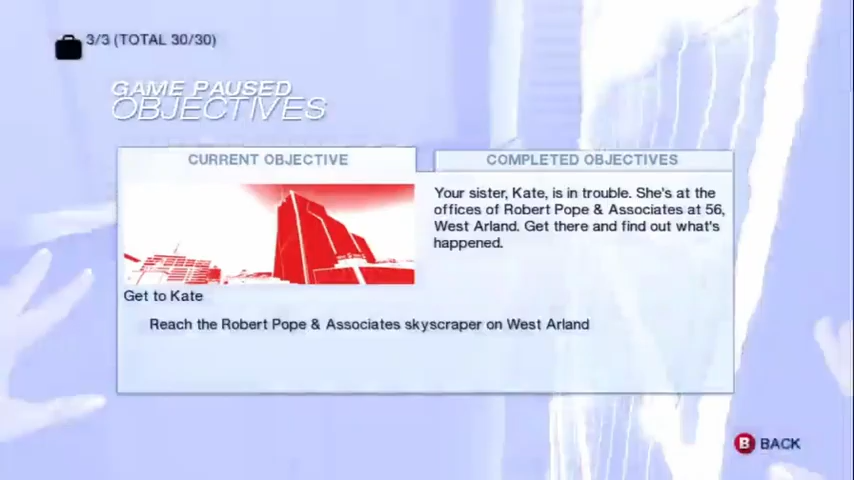 3/3 (TOTAL 30/30)
GAME PAUSED
OBJECTIVES
CURRENT OBJECTIVE
COMPLETED OBJECTIVES
Your sister, Kate, is in trouble. She's at the
offices of Robert Pope & Associates at 56,
West Arland. Get there and find out what's
happened.
Get to Kate
Reach the Robert Pope & Associates skyscraper on West Arland
B BACK